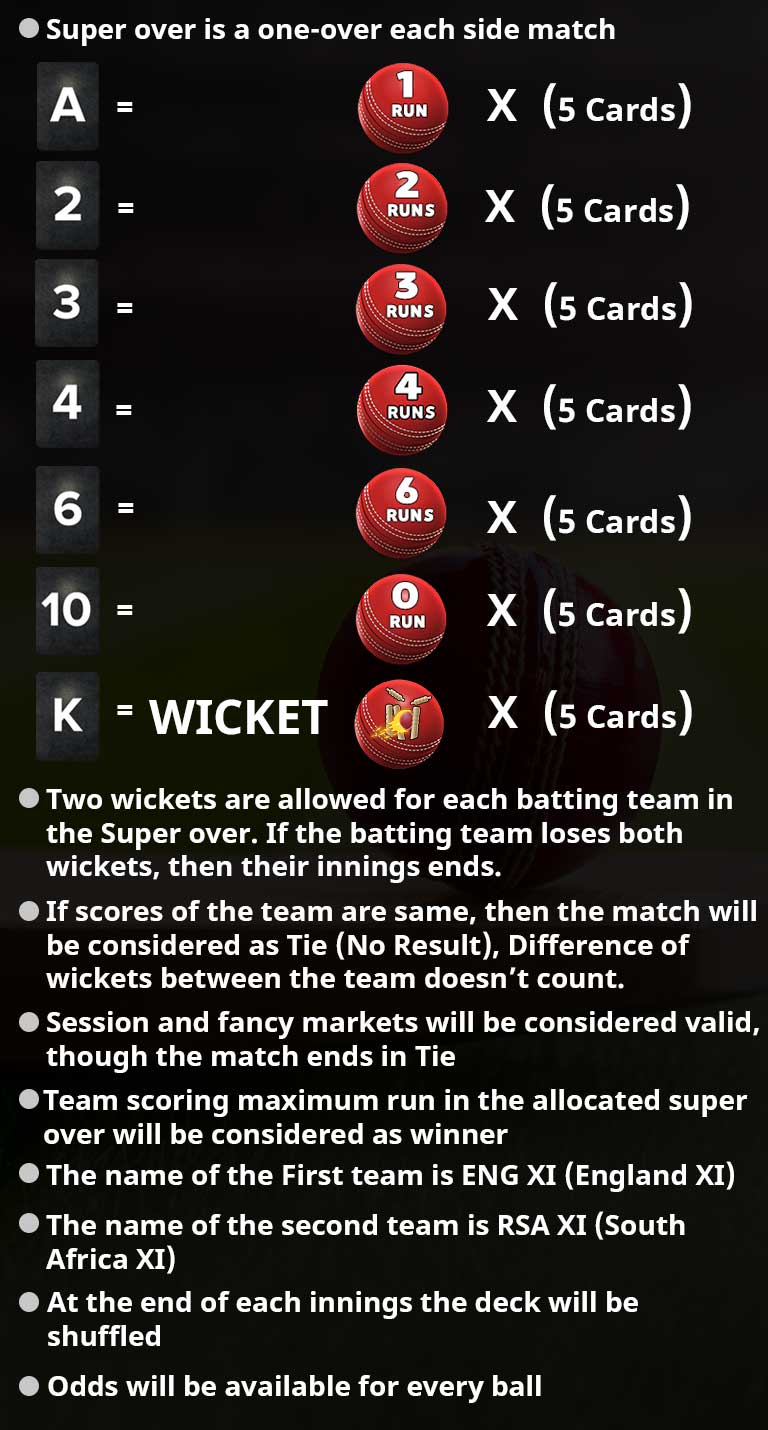 Super over is a one-over each side match
A = 1 RUN X (5 Cards)
2 = 2 RUNS X (5 Cards)
3 = 3 RUNS X (5 Cards)
4 = 4 RUNS X (5 Cards)
6 = 6 RUNS X (5 Cards)
10 = 0 RUN X (5 Cards)
K = WICKET X (5 Cards)
Two wickets are allowed for each batting team in
the Super over. If the batting team loses both
wickets, then their innings ends.
If scores of the team are same, then the match will
be considered as Tie (No Result), Difference of
wickets between the team doesn’t count.
Session and fancy markets will be considered valid,
though the match ends in Tie
Team scoring maximum run in the allocated super
over will be considered as winner
The name of the First team is ENG XI (England XI)
The name of the second team is RSA XI (South
Africa XI)
At the end of each innings the deck will be
shuffled
Odds will be available for every ball